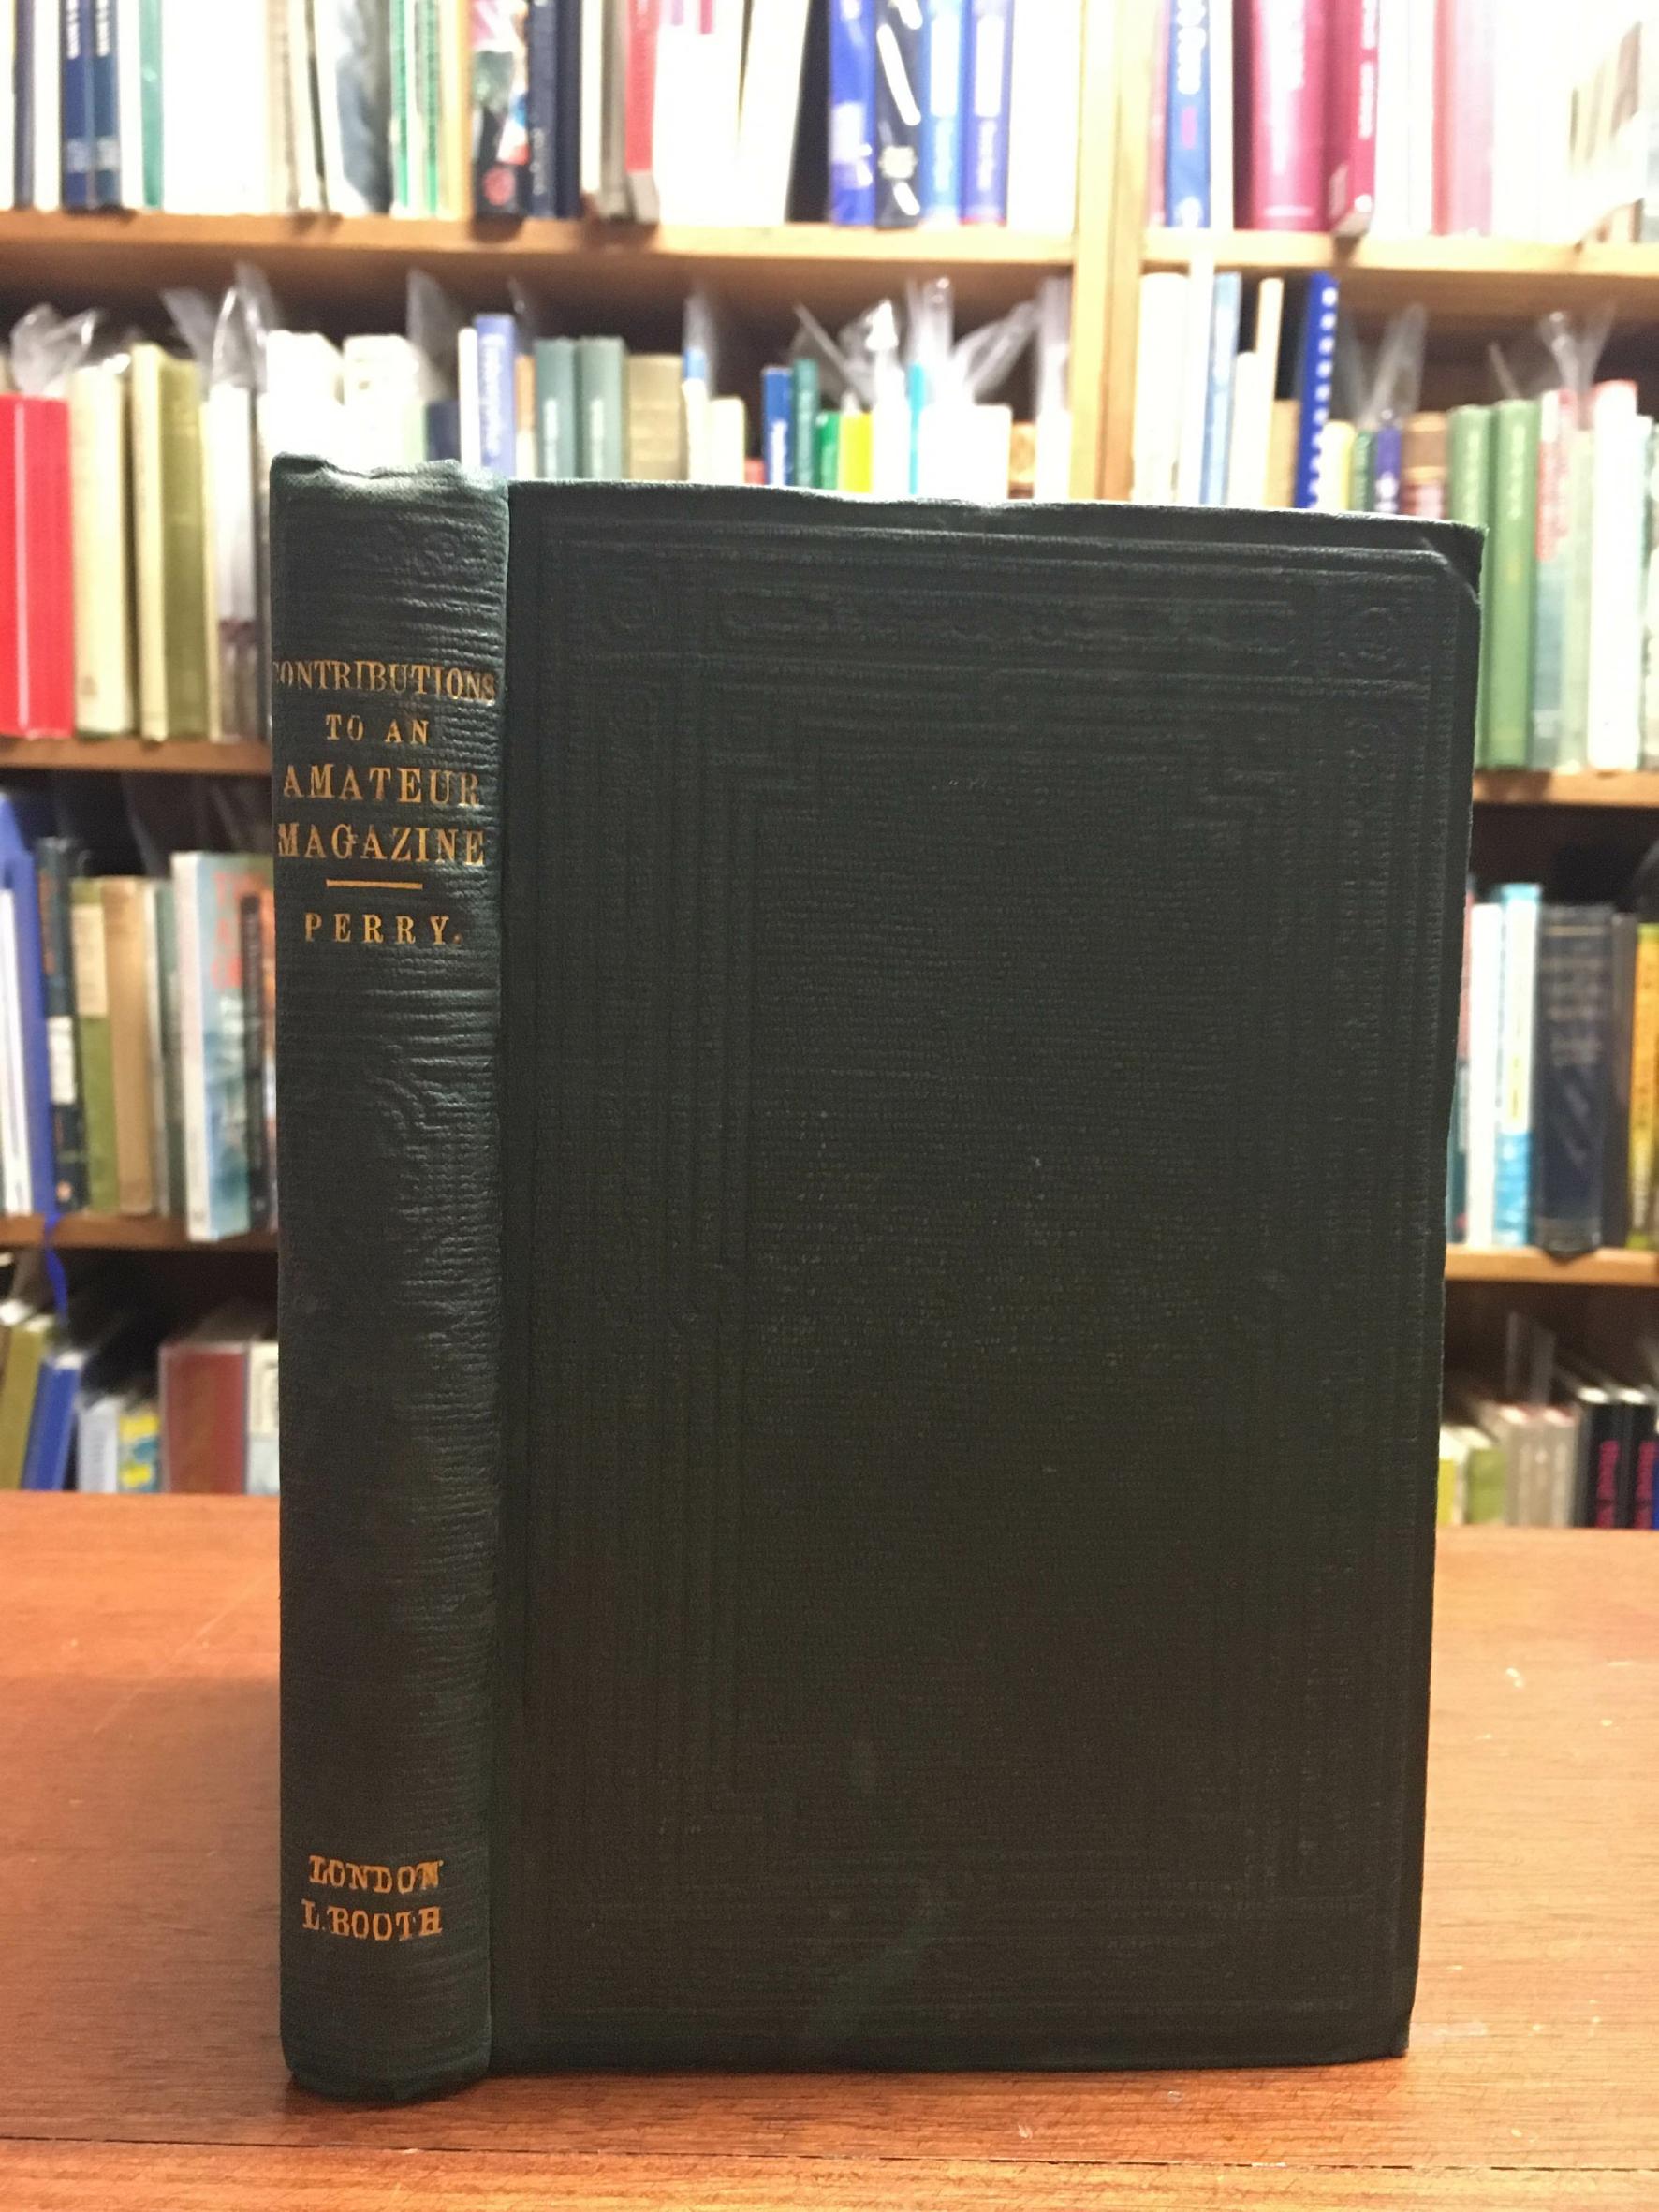 CONTRIBUTIONS
TO AN
AMATEUR
MAGAZINE
PERRY.
LONDON
L. BOOTH